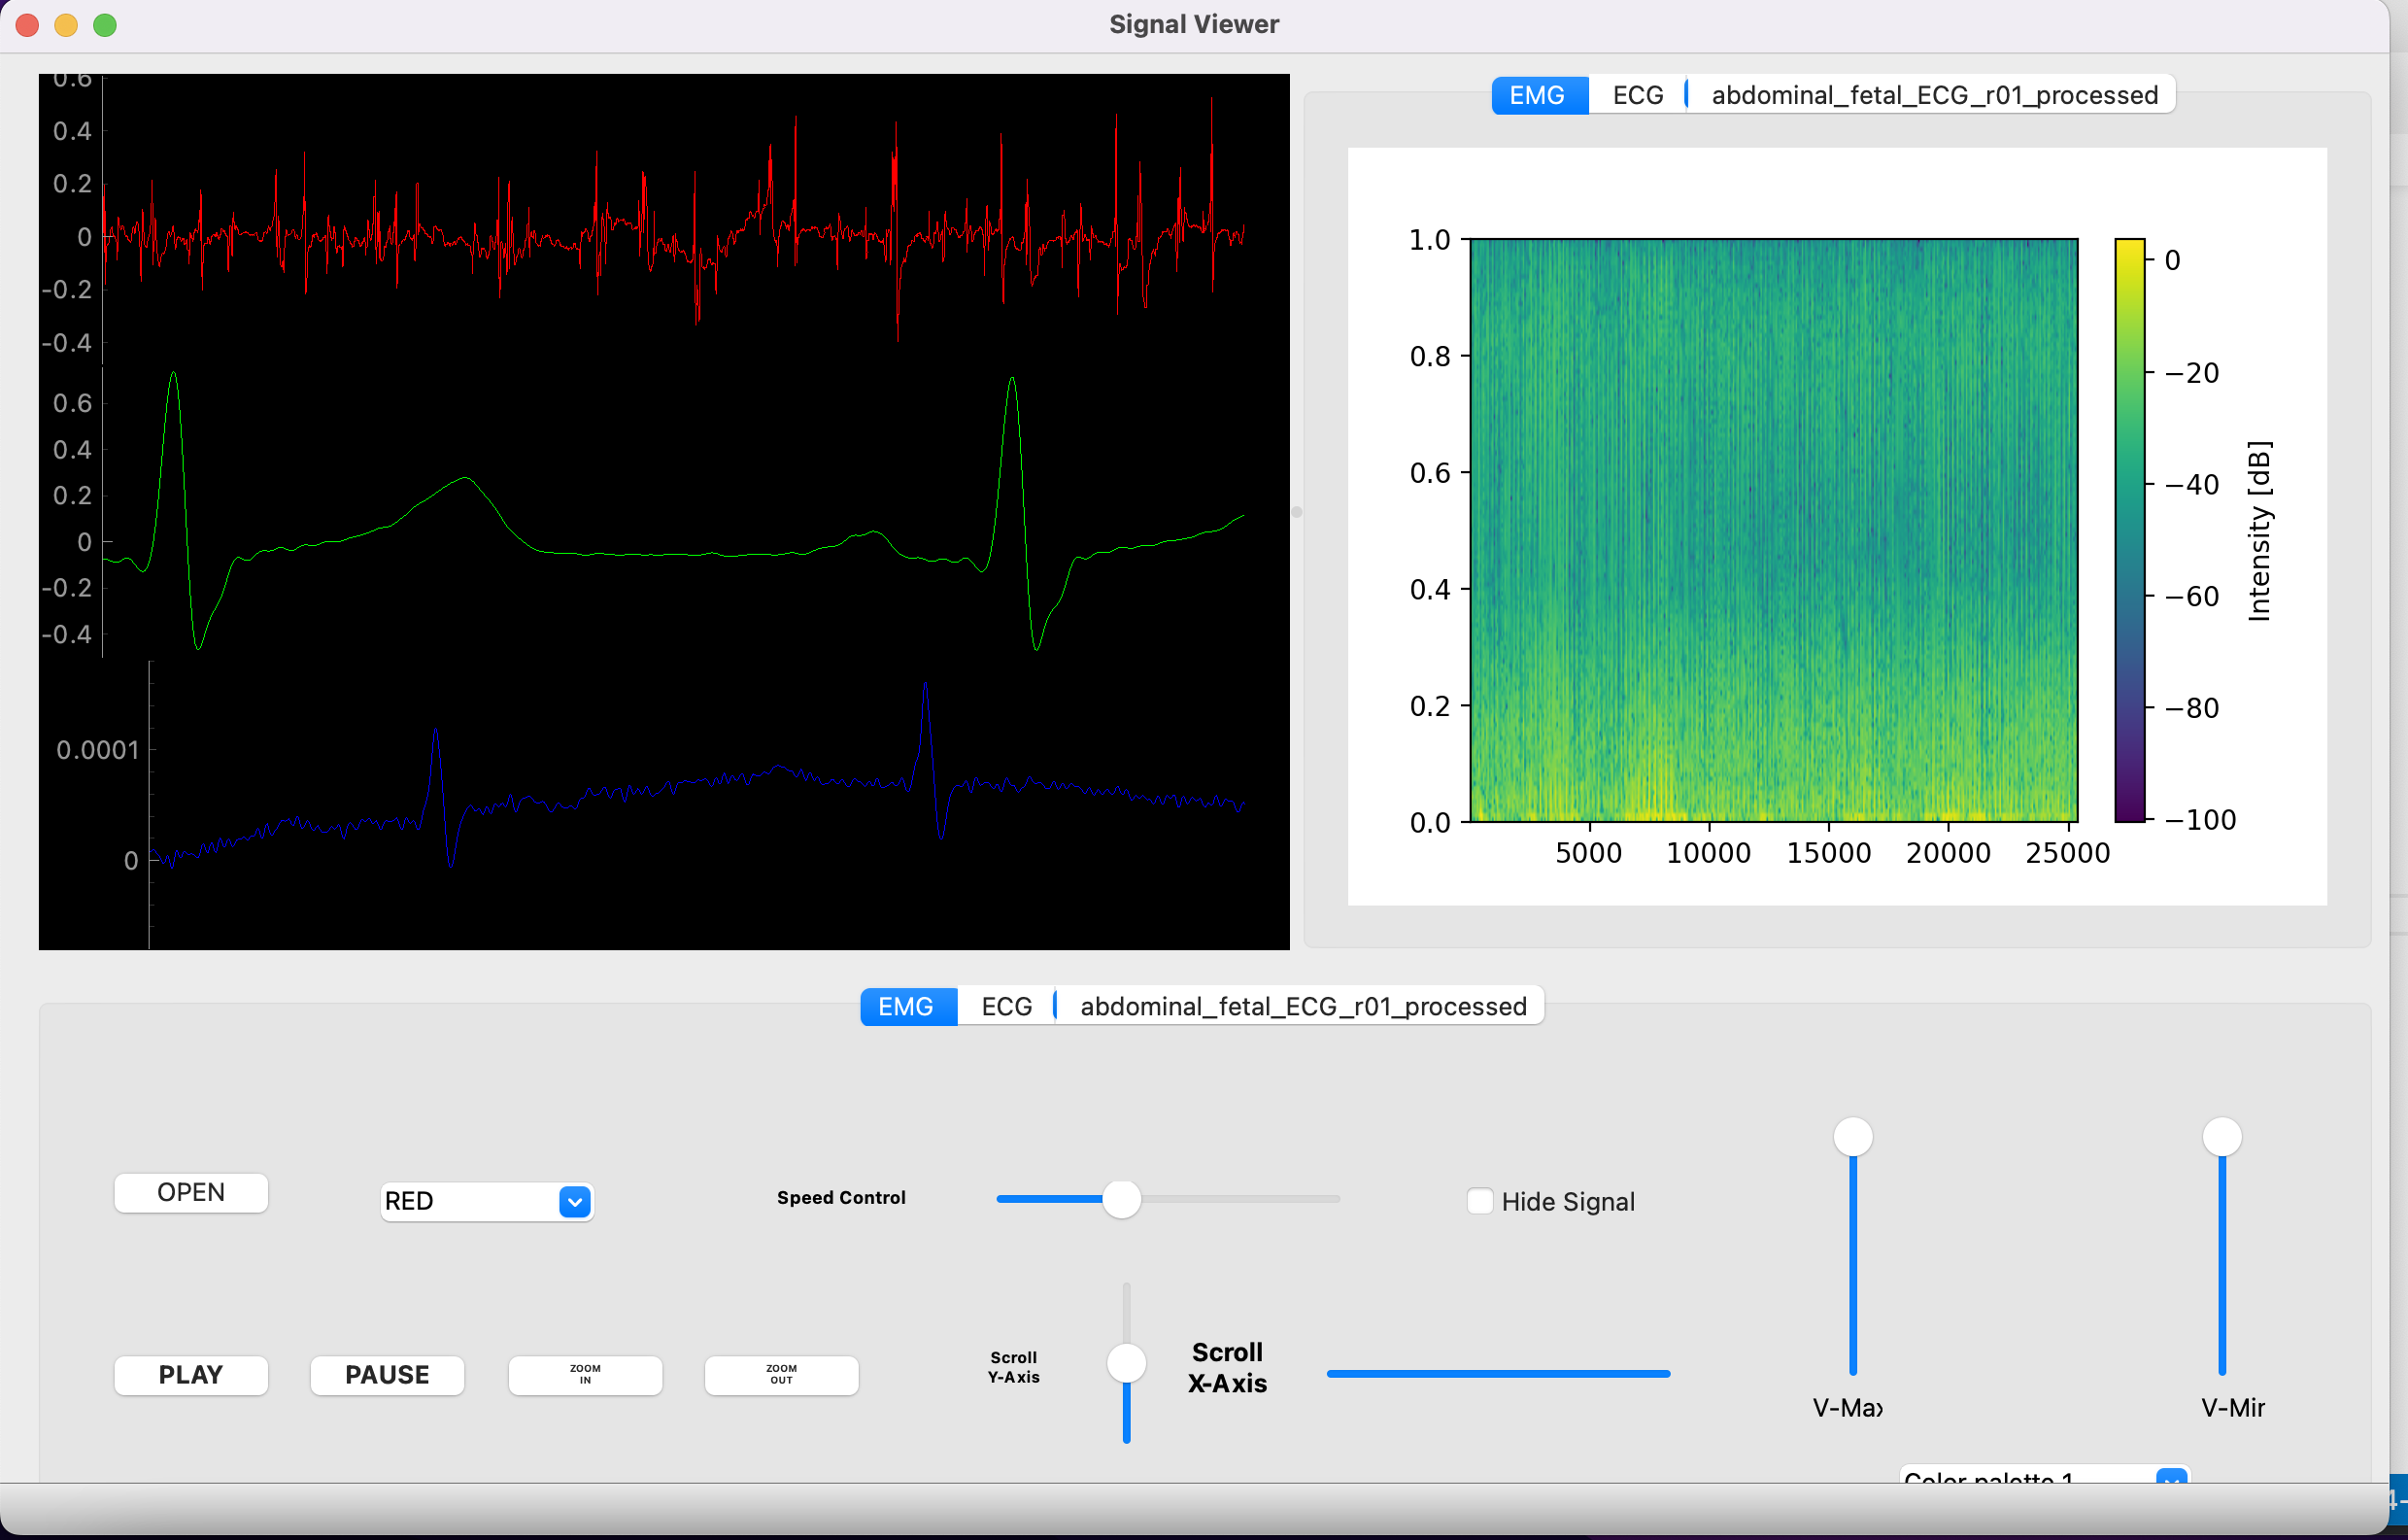 Signal Viewer
0.6
0.4
0.2
0
-0.2
-0.4
0.6
0.4
0.2
0
-0.2
-0.4
0.0001
0
EMG ECG abdominal_fetal_ECG_r01_processed
1.0
0.8
0.6
0.4
0.2
0.0
5000 10000 15000 20000 25000
0
−20
−40
−60
−80
−100
Intensity [dB]
EMG ECG abdominal_fetal_ECG_r01_processed
OPEN
RED
Speed Control
Hide Signal
PLAY
PAUSE
ZOOM
IN
ZOOM
OUT
Scroll
Y-Axis
Scroll
X-Axis
V-Max
V-Mir
Color palette 1
4-